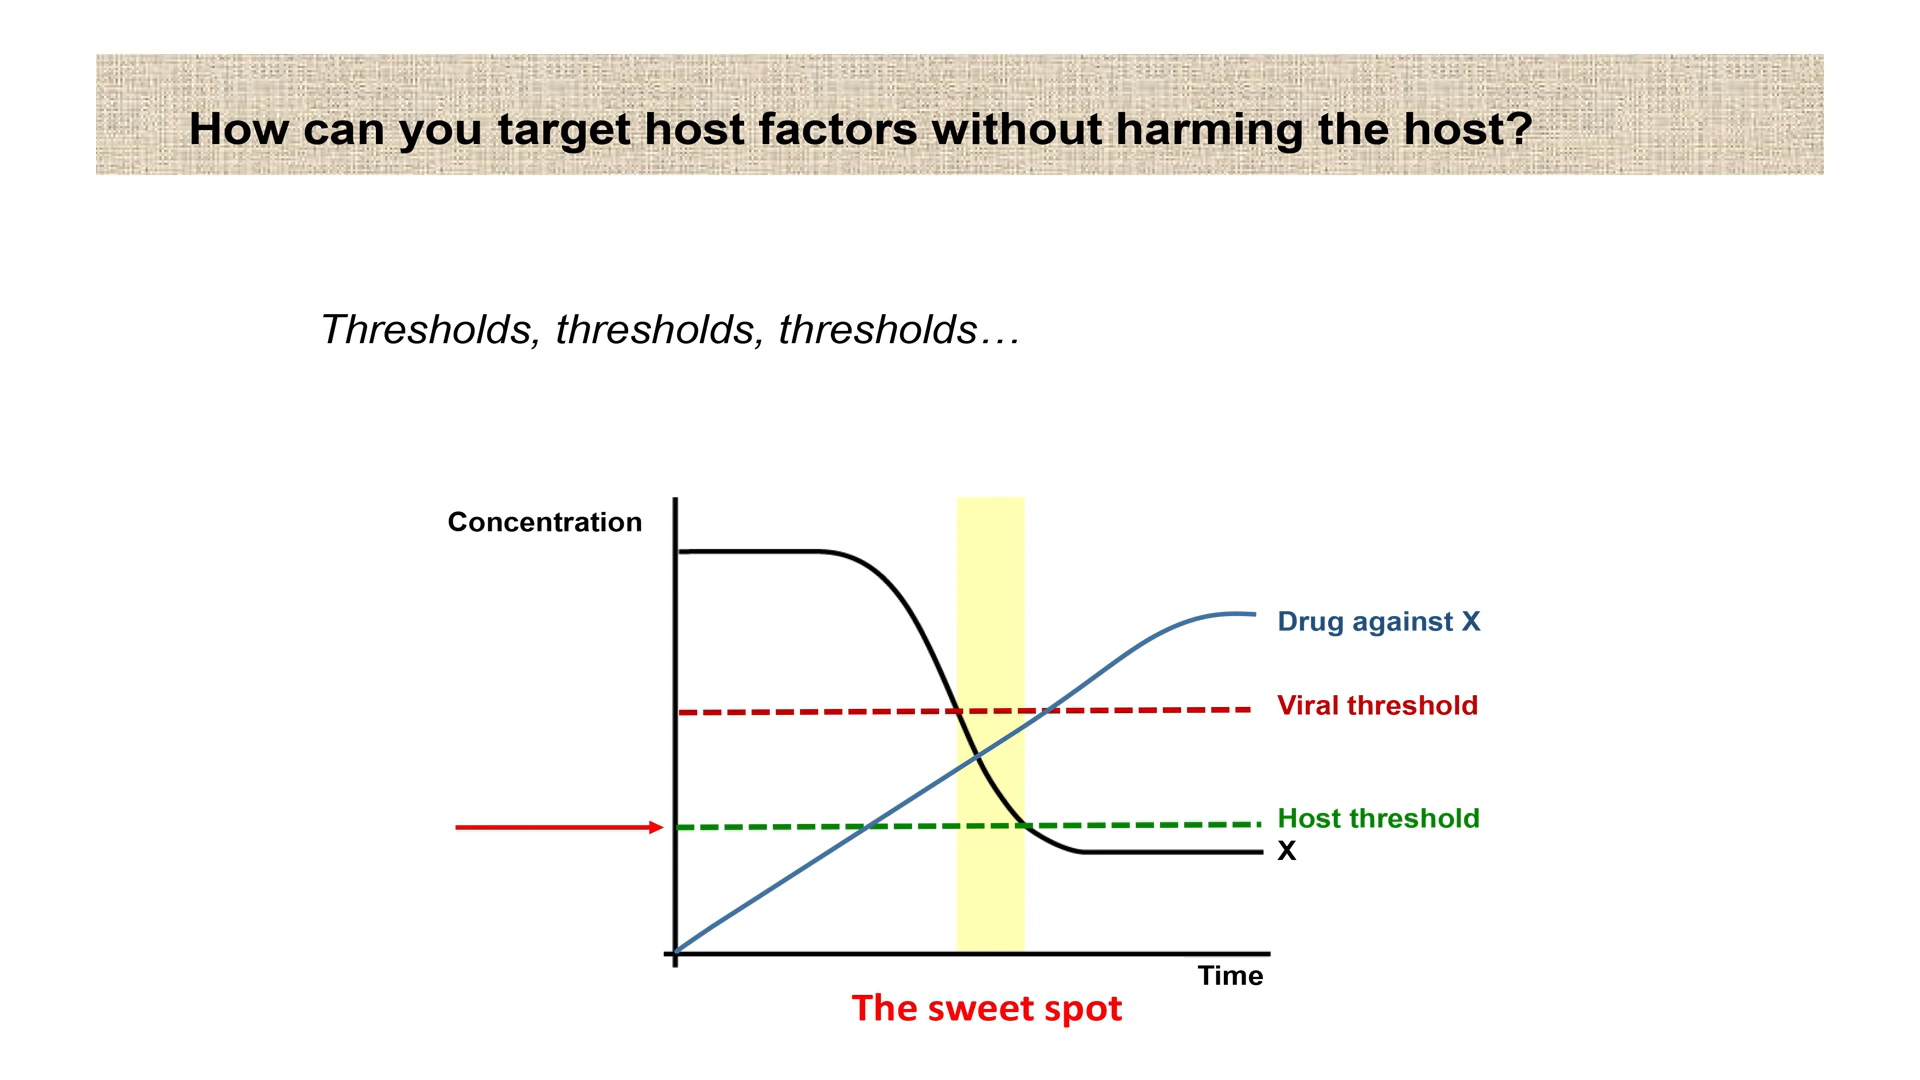 How can you target host factors without harming the host?
Thresholds, thresholds, thresholds…
Concentration
Drug against X
Viral threshold
Host threshold
X
Time
The sweet spot